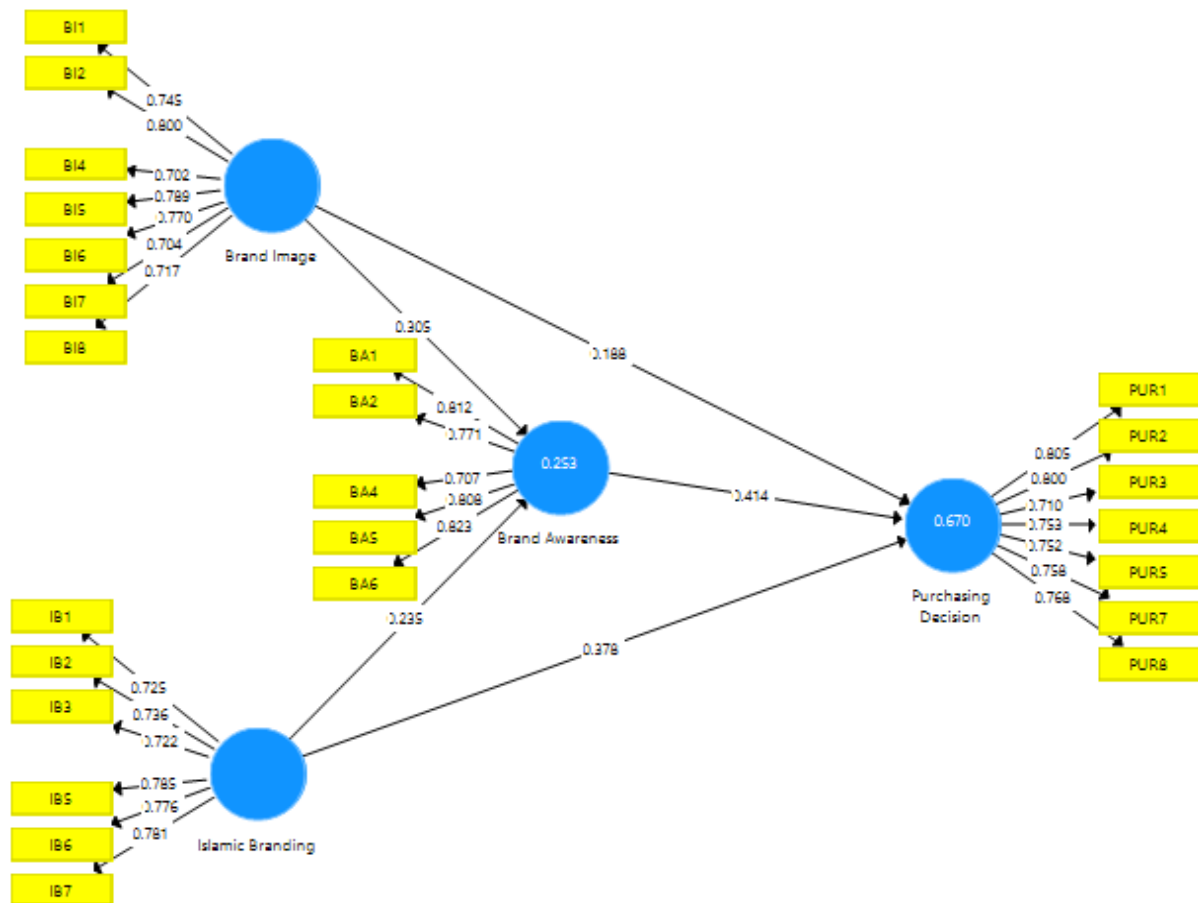 BI1
BI2
0.745
0.800
BI4
BI5
BI6
BI7
BI8
0.702
0.789
0.770
0.704
0.717
Brand Image
0.305
0.188
BA1
BA2
BA4
BA5
BA6
0.812
0.771
0.707
0.808
0.823
0.253
Brand Awareness
0.414
0.235
0.378
IB1
IB2
IB3
IB5
IB6
IB7
0.725
0.736
0.722
0.785
0.776
0.781
Islamic Branding
0.670
Purchasing
Decision
0.805
0.800
0.710
0.753
0.752
0.758
0.768
PUR1
PUR2
PUR3
PUR4
PUR5
PUR7
PUR8